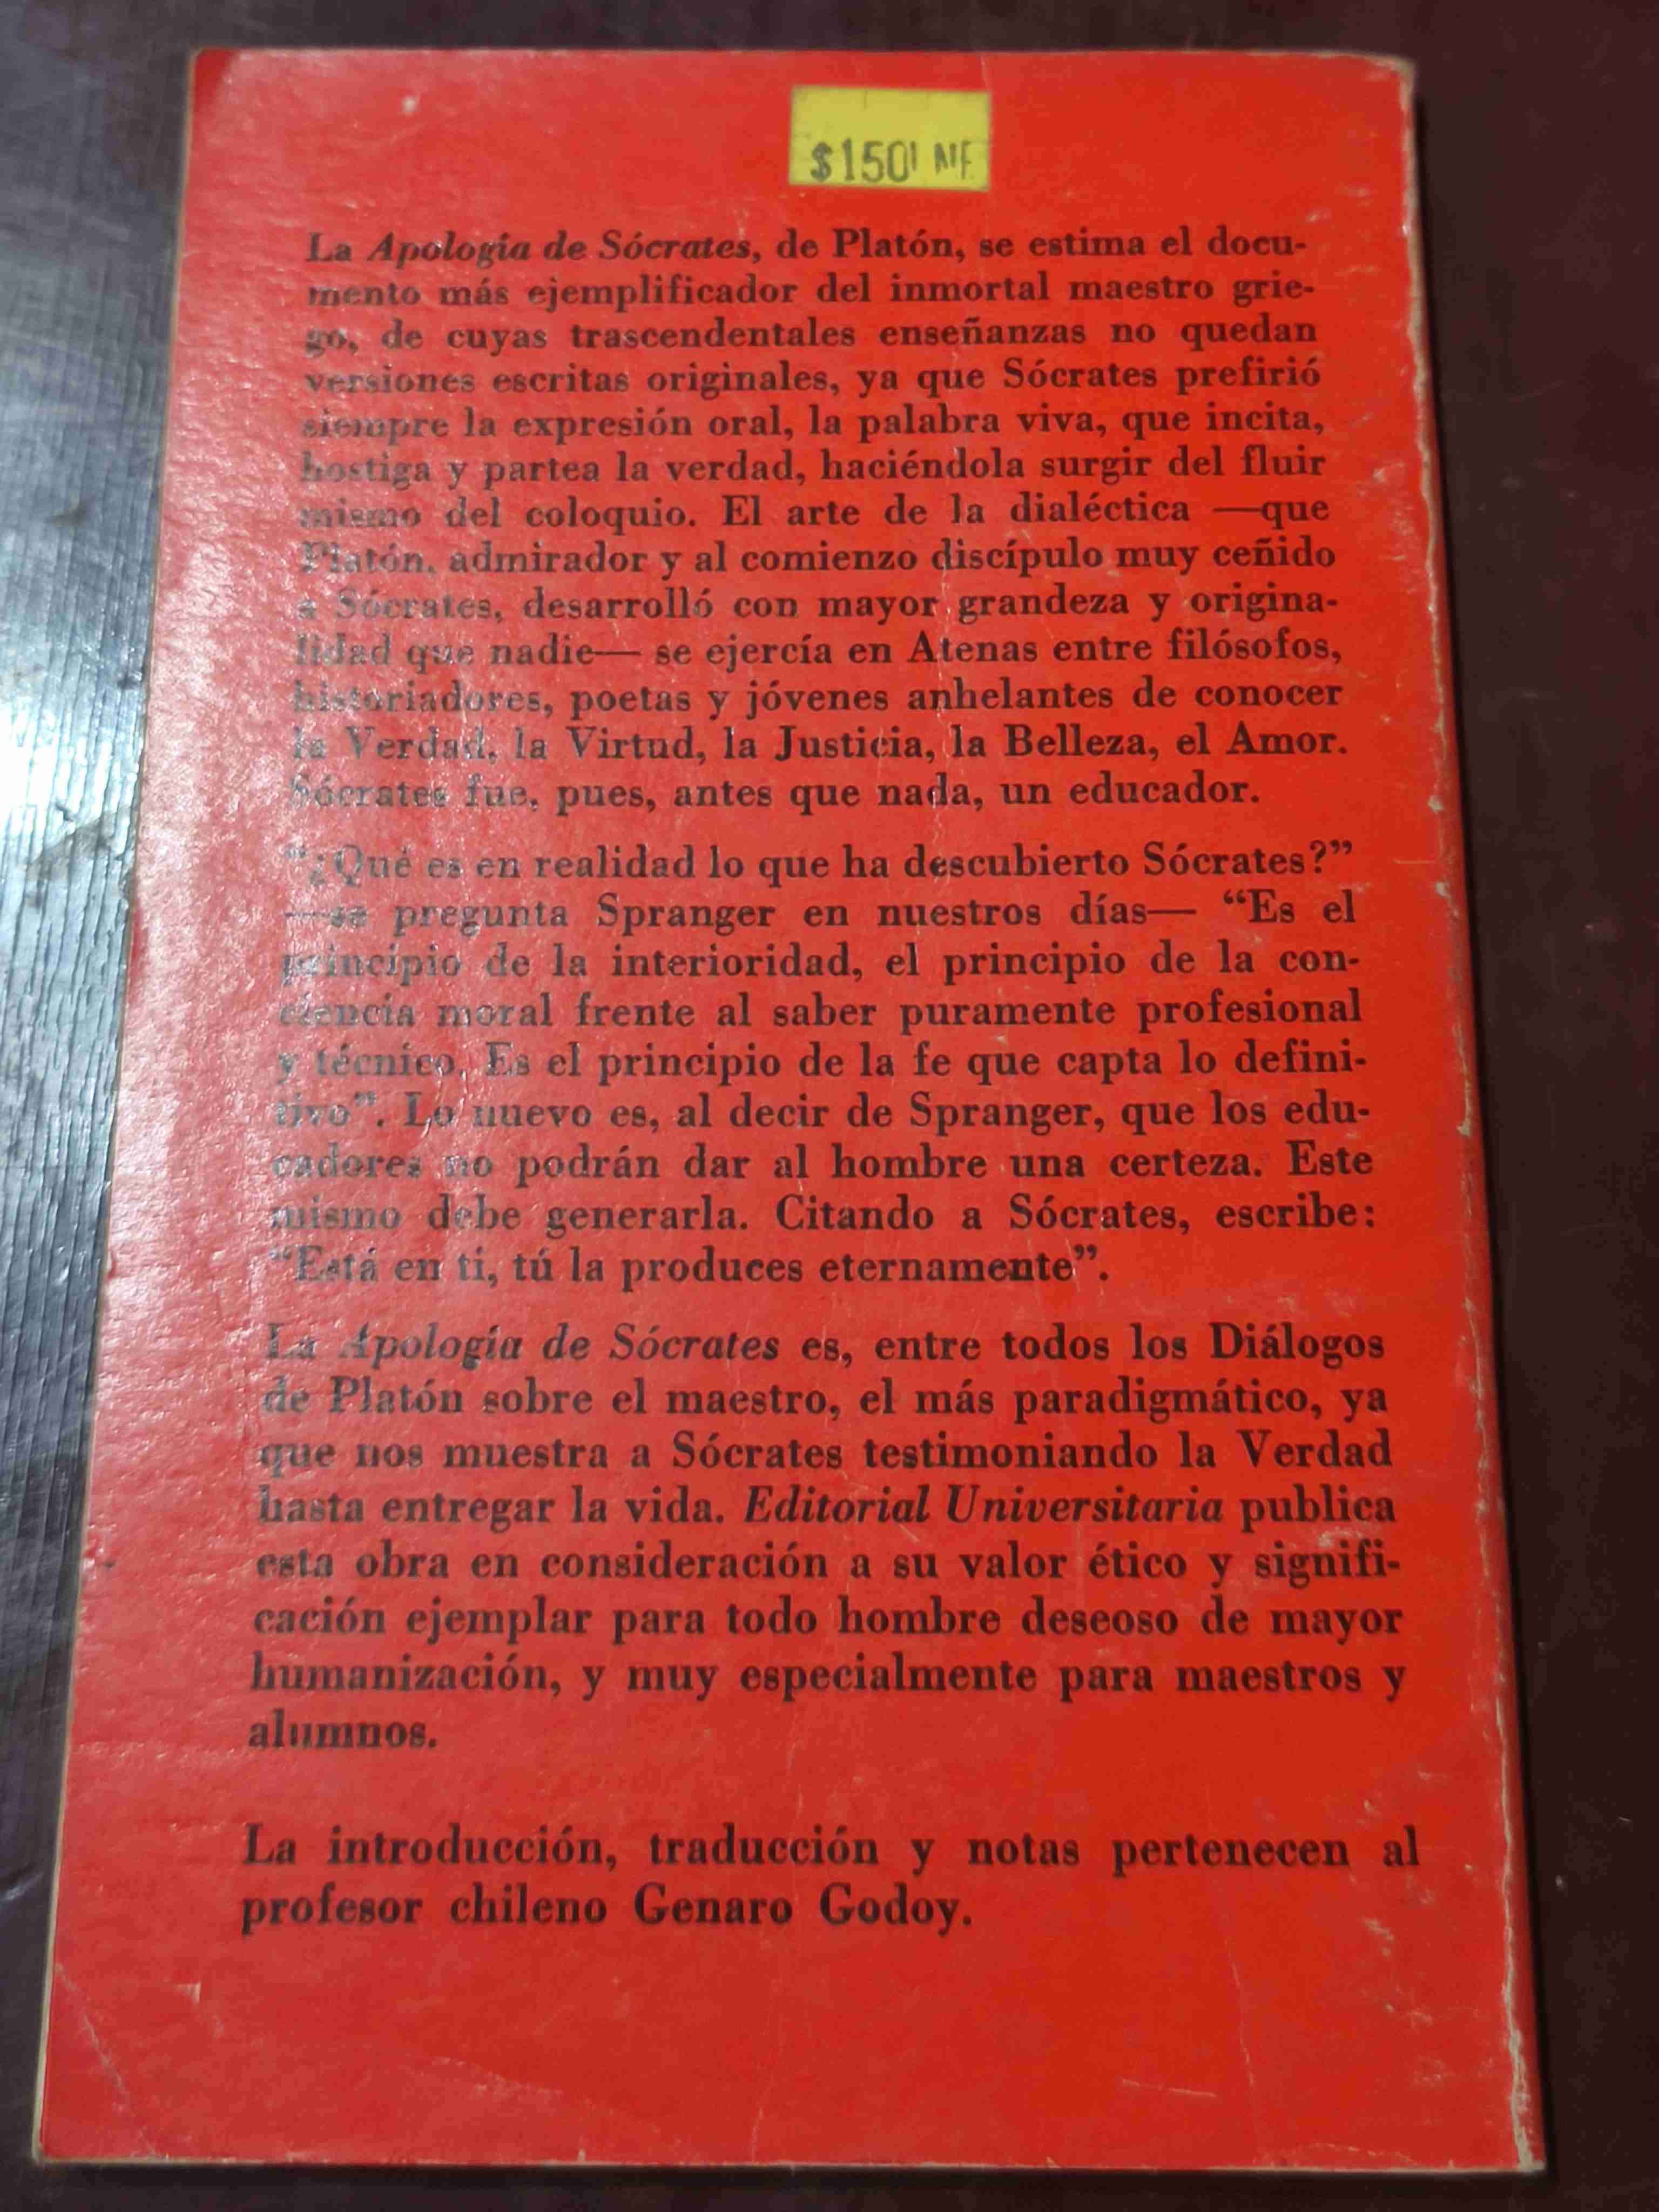 $150
La Apología de Sócrates, de Platón, se estima el docu-
mento más ejemplificador del inmortal maestro grie-
go, de cuyas trascendentales enseñanzas no quedan
versiones escritas originales, ya que Sócrates prefirió
siempre la expresión oral, la palabra viva, que incita,
hostiga y partea la verdad, haciéndola surgir del fluir
mismo del coloquio. El arte de la dialéctica —que
Platón, admirador y al comienzo discípulo muy ceñido
a Sócrates, desarrolló con mayor grandeza y origina-
lidad que nadie— se ejercía en Atenas entre filósofos,
historiadores, poetas y jóvenes anhelantes de conocer
la Verdad, la Virtud, la Justicia, la Belleza, el Amor.
Sócrates fue, pues, antes que nada, un educador.
"¿Qué es en realidad lo que ha descubierto Sócrates?"
—se pregunta Spranger en nuestros días— "Es el
principio de la interioridad, el principio de la con-
ciencia moral frente al saber puramente profesional
y técnico. Es el principio de la fe que capta lo defini-
tivo". Lo nuevo es, al decir de Spranger, que los edu-
cadores no podrán dar al hombre una certeza. Este
mismo debe generarla. Citando a Sócrates, escribe:
"Está en ti, tú la produces eternamente".
La Apología de Sócrates es, entre todos los Diálogos
de Platón sobre el maestro, el más paradigmático, ya
que nos muestra a Sócrates testimoniando la Verdad
hasta entregar la vida. Editorial Universitaria publica
esta obra en consideración a su valor ético y signifi-
cación ejemplar para todo hombre deseoso de mayor
humanización, y muy especialmente para maestros y
alumnos.
La introducción, traducción y notas pertenecen al
profesor chileno Genaro Godoy.